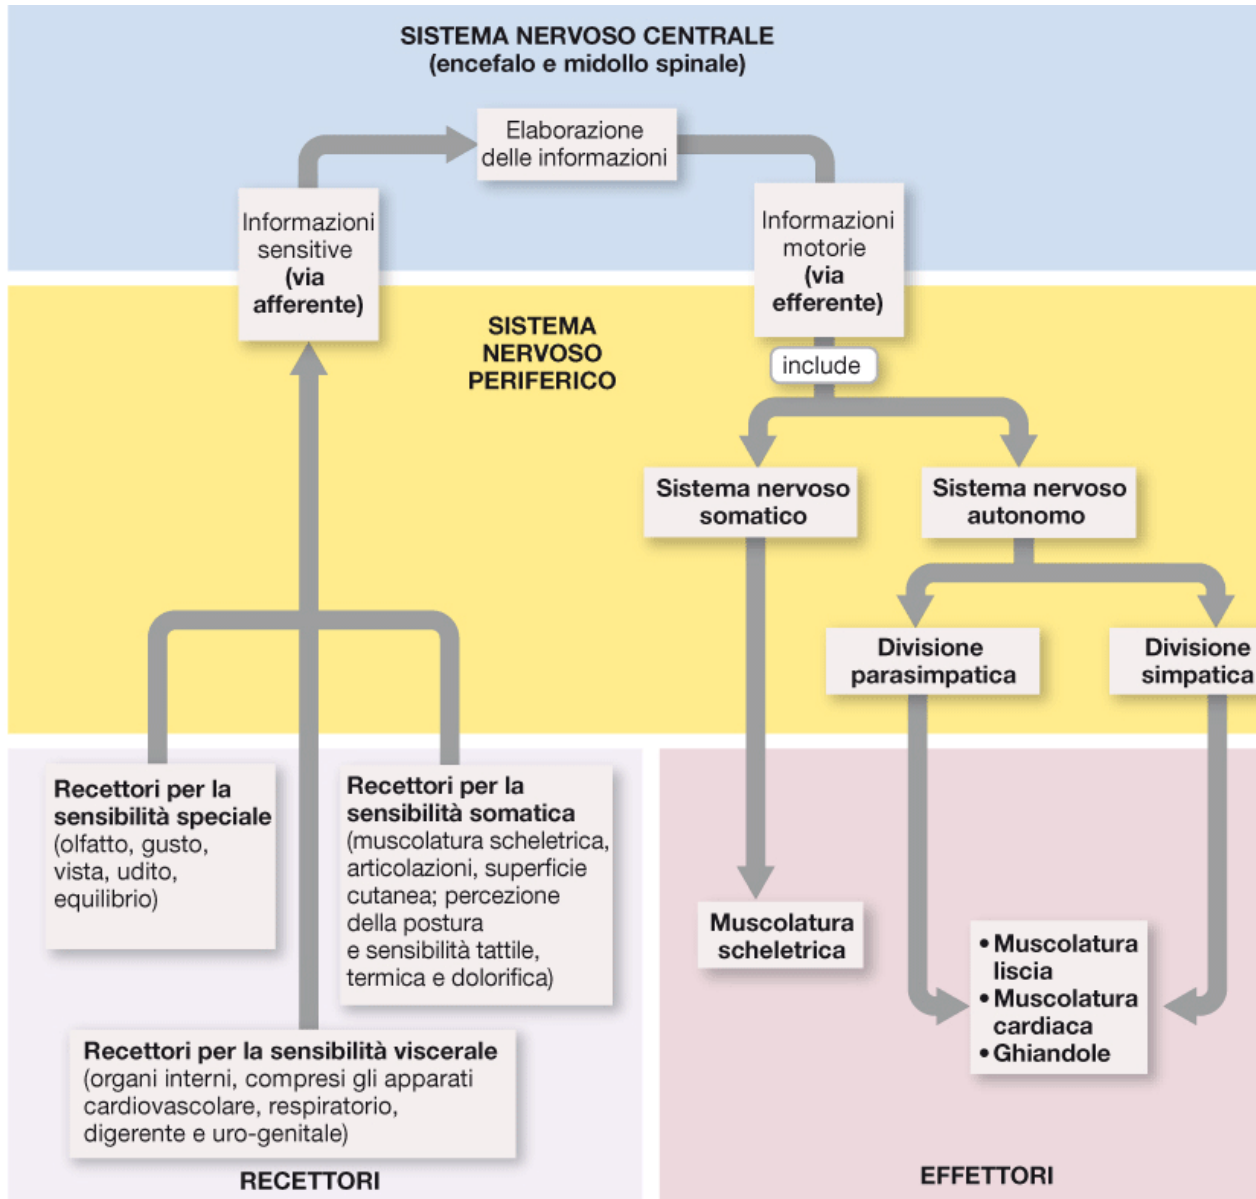 SISTEMA NERVOSO CENTRALE
(encefalo e midollo spinale)
Elaborazione
delle informazioni
Informazioni
sensitive
(via
afferente)
Informazioni
motorie
(via
efferente)
SISTEMA
NERVOSO
PERIFERICO
include
Sistema nervoso
somatico
Sistema nervoso
autonomo
Divisione
parasimpatica
Divisione
simpatica
Recettori per la
sensibilità speciale
(olfatto, gusto,
vista, udito,
equilibrio)
Recettori per la
sensibilità somatica
(muscolatura scheletrica,
articolazioni, superficie
cutanea; percezione
della postura
e sensibilità tattile,
termica e dolorifica)
Recettori per la sensibilità viscerale
(organi interni, compresi gli apparati
cardiovascolare, respiratorio,
digerente e uro-genitale)
RECETTORI
Muscolatura
scheletrica
• Muscolatura
liscia
• Muscolatura
cardiaca
• Ghiandole
EFFETTORI